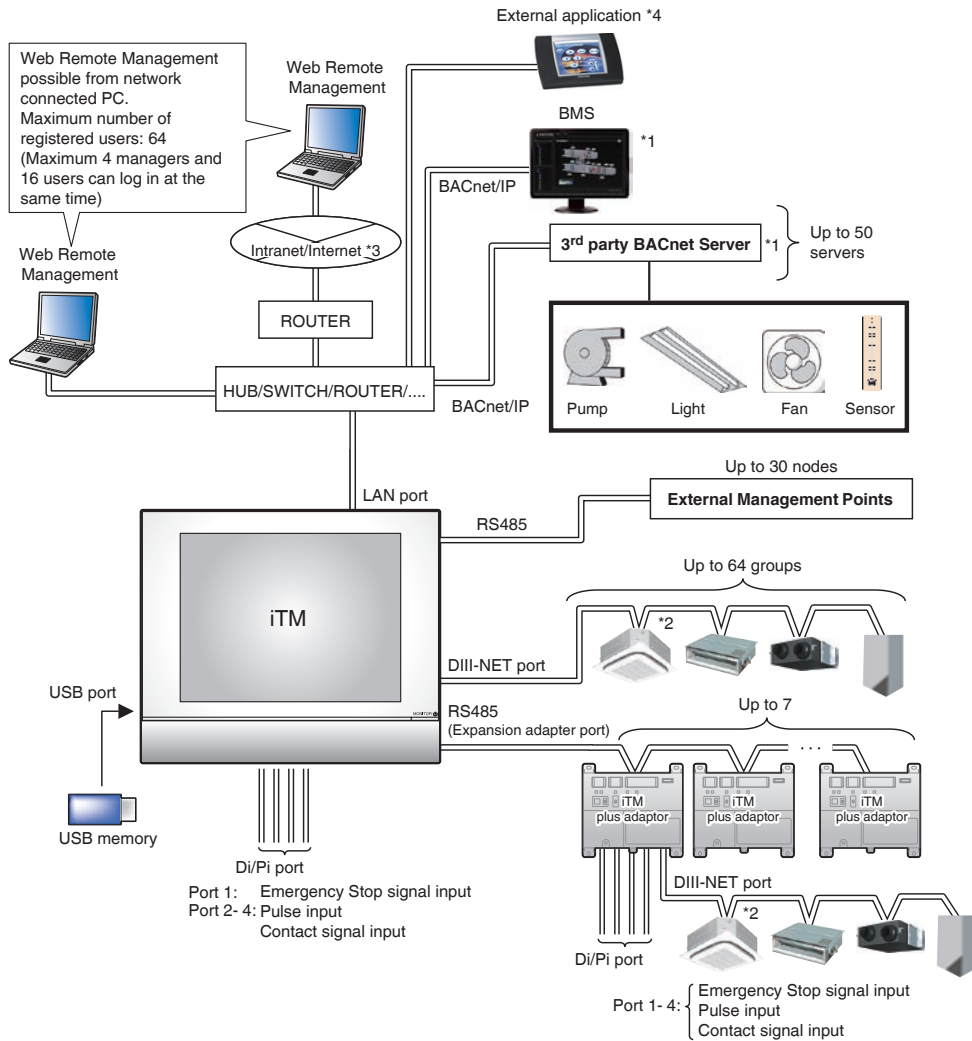 External application *4
Web Remote Management
possible from network
connected PC.
Maximum number of
registered users: 64
(Maximum 4 managers and
16 users can log in at the
same time)
Web Remote
Management
BMS
*1
BACnet/IP
Web Remote
Management
Intranet/Internet *3
3rd party BACnet Server
*1
Up to 50
servers
ROUTER
HUB/SWITCH/ROUTER/....
BACnet/IP
Pump
Light
Fan
Sensor
LAN port
Up to 30 nodes
External Management Points
RS485
Up to 64 groups
iTM
*2
DIII-NET port
USB port
MONITOR
RS485
(Expansion adapter port)
Up to 7
...
iTM
plus adaptor
iTM
plus adaptor
iTM
plus adaptor
USB memory
Di/Pi port
Port 1: Emergency Stop signal input
Port 2- 4: Pulse input
Contact signal input
DIII-NET port
*2
Di/Pi port
Port 1- 4: Emergency Stop signal input
Pulse input
Contact signal input